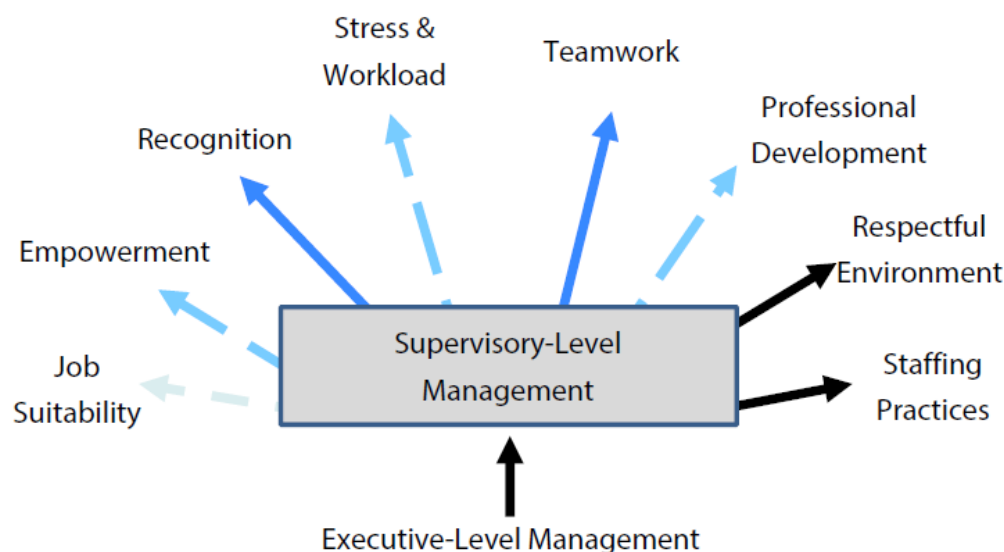 Stress &
Workload
Teamwork
Professional
Development
Recognition
Respectful
Environment
Empowerment
Supervisory-Level
Management
Job
Suitability
Staffing
Practices
Executive-Level Management